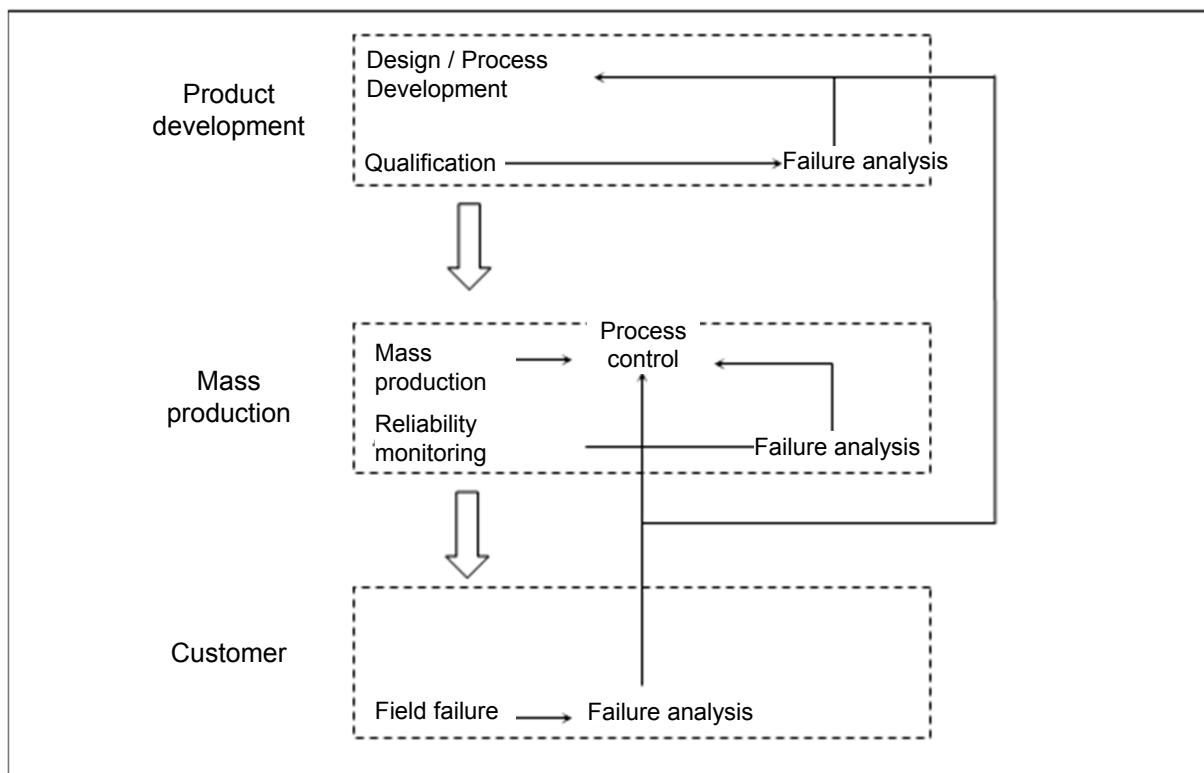 Product
development
Design / Process
Development
Qualification
Failure analysis
Mass
production
Mass
production
Process
control
Reliability
monitoring
Failure analysis
Customer
Field failure
Failure analysis